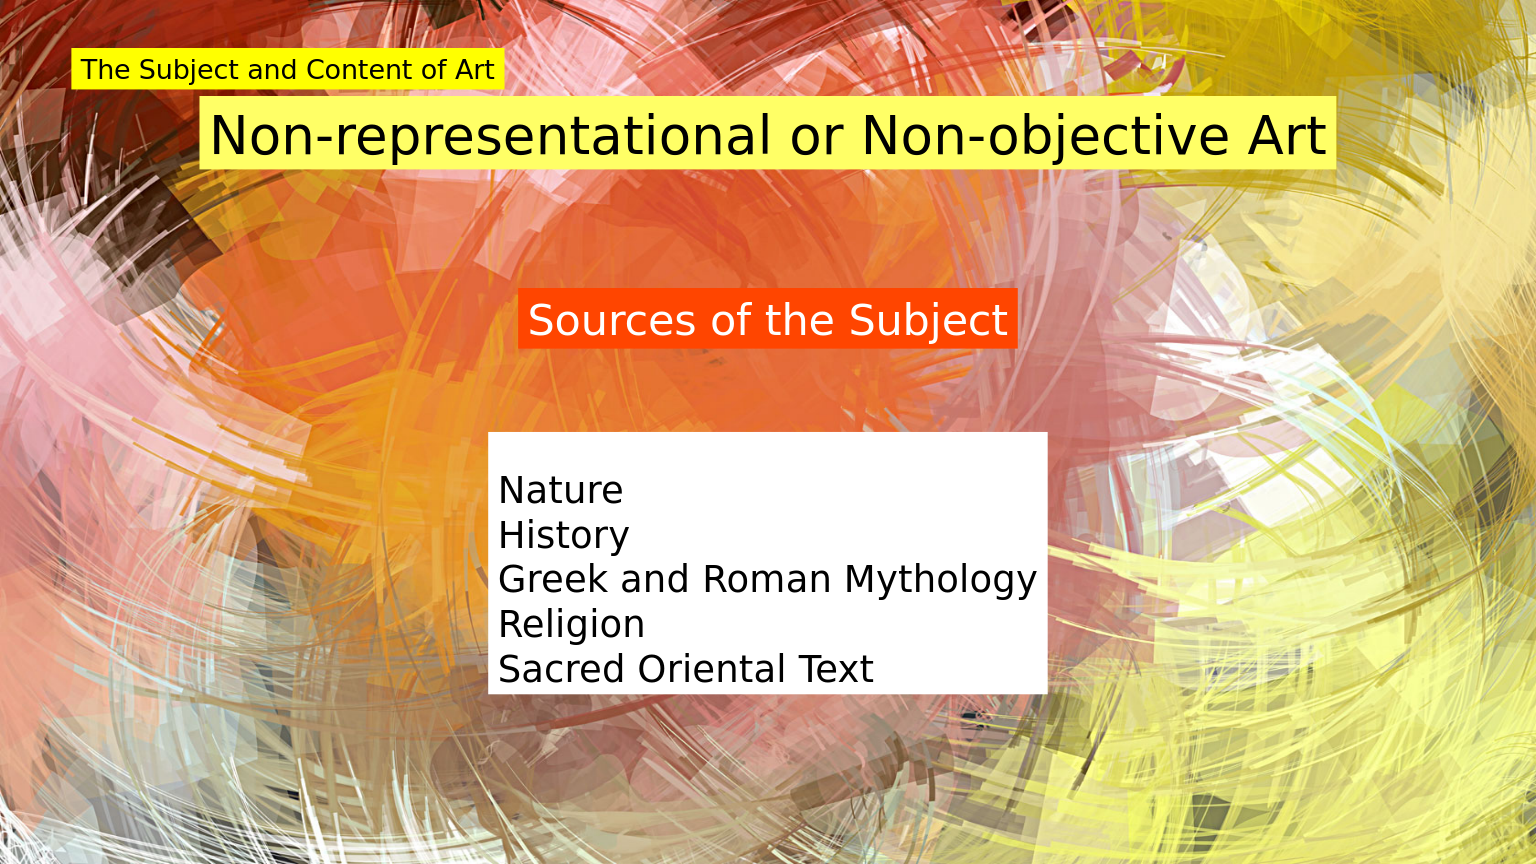 The Subject and Content of Art
Non-representational or Non-objective Art
Sources of the Subject
Nature
History
Greek and Roman Mythology
Religion
Sacred Oriental Text